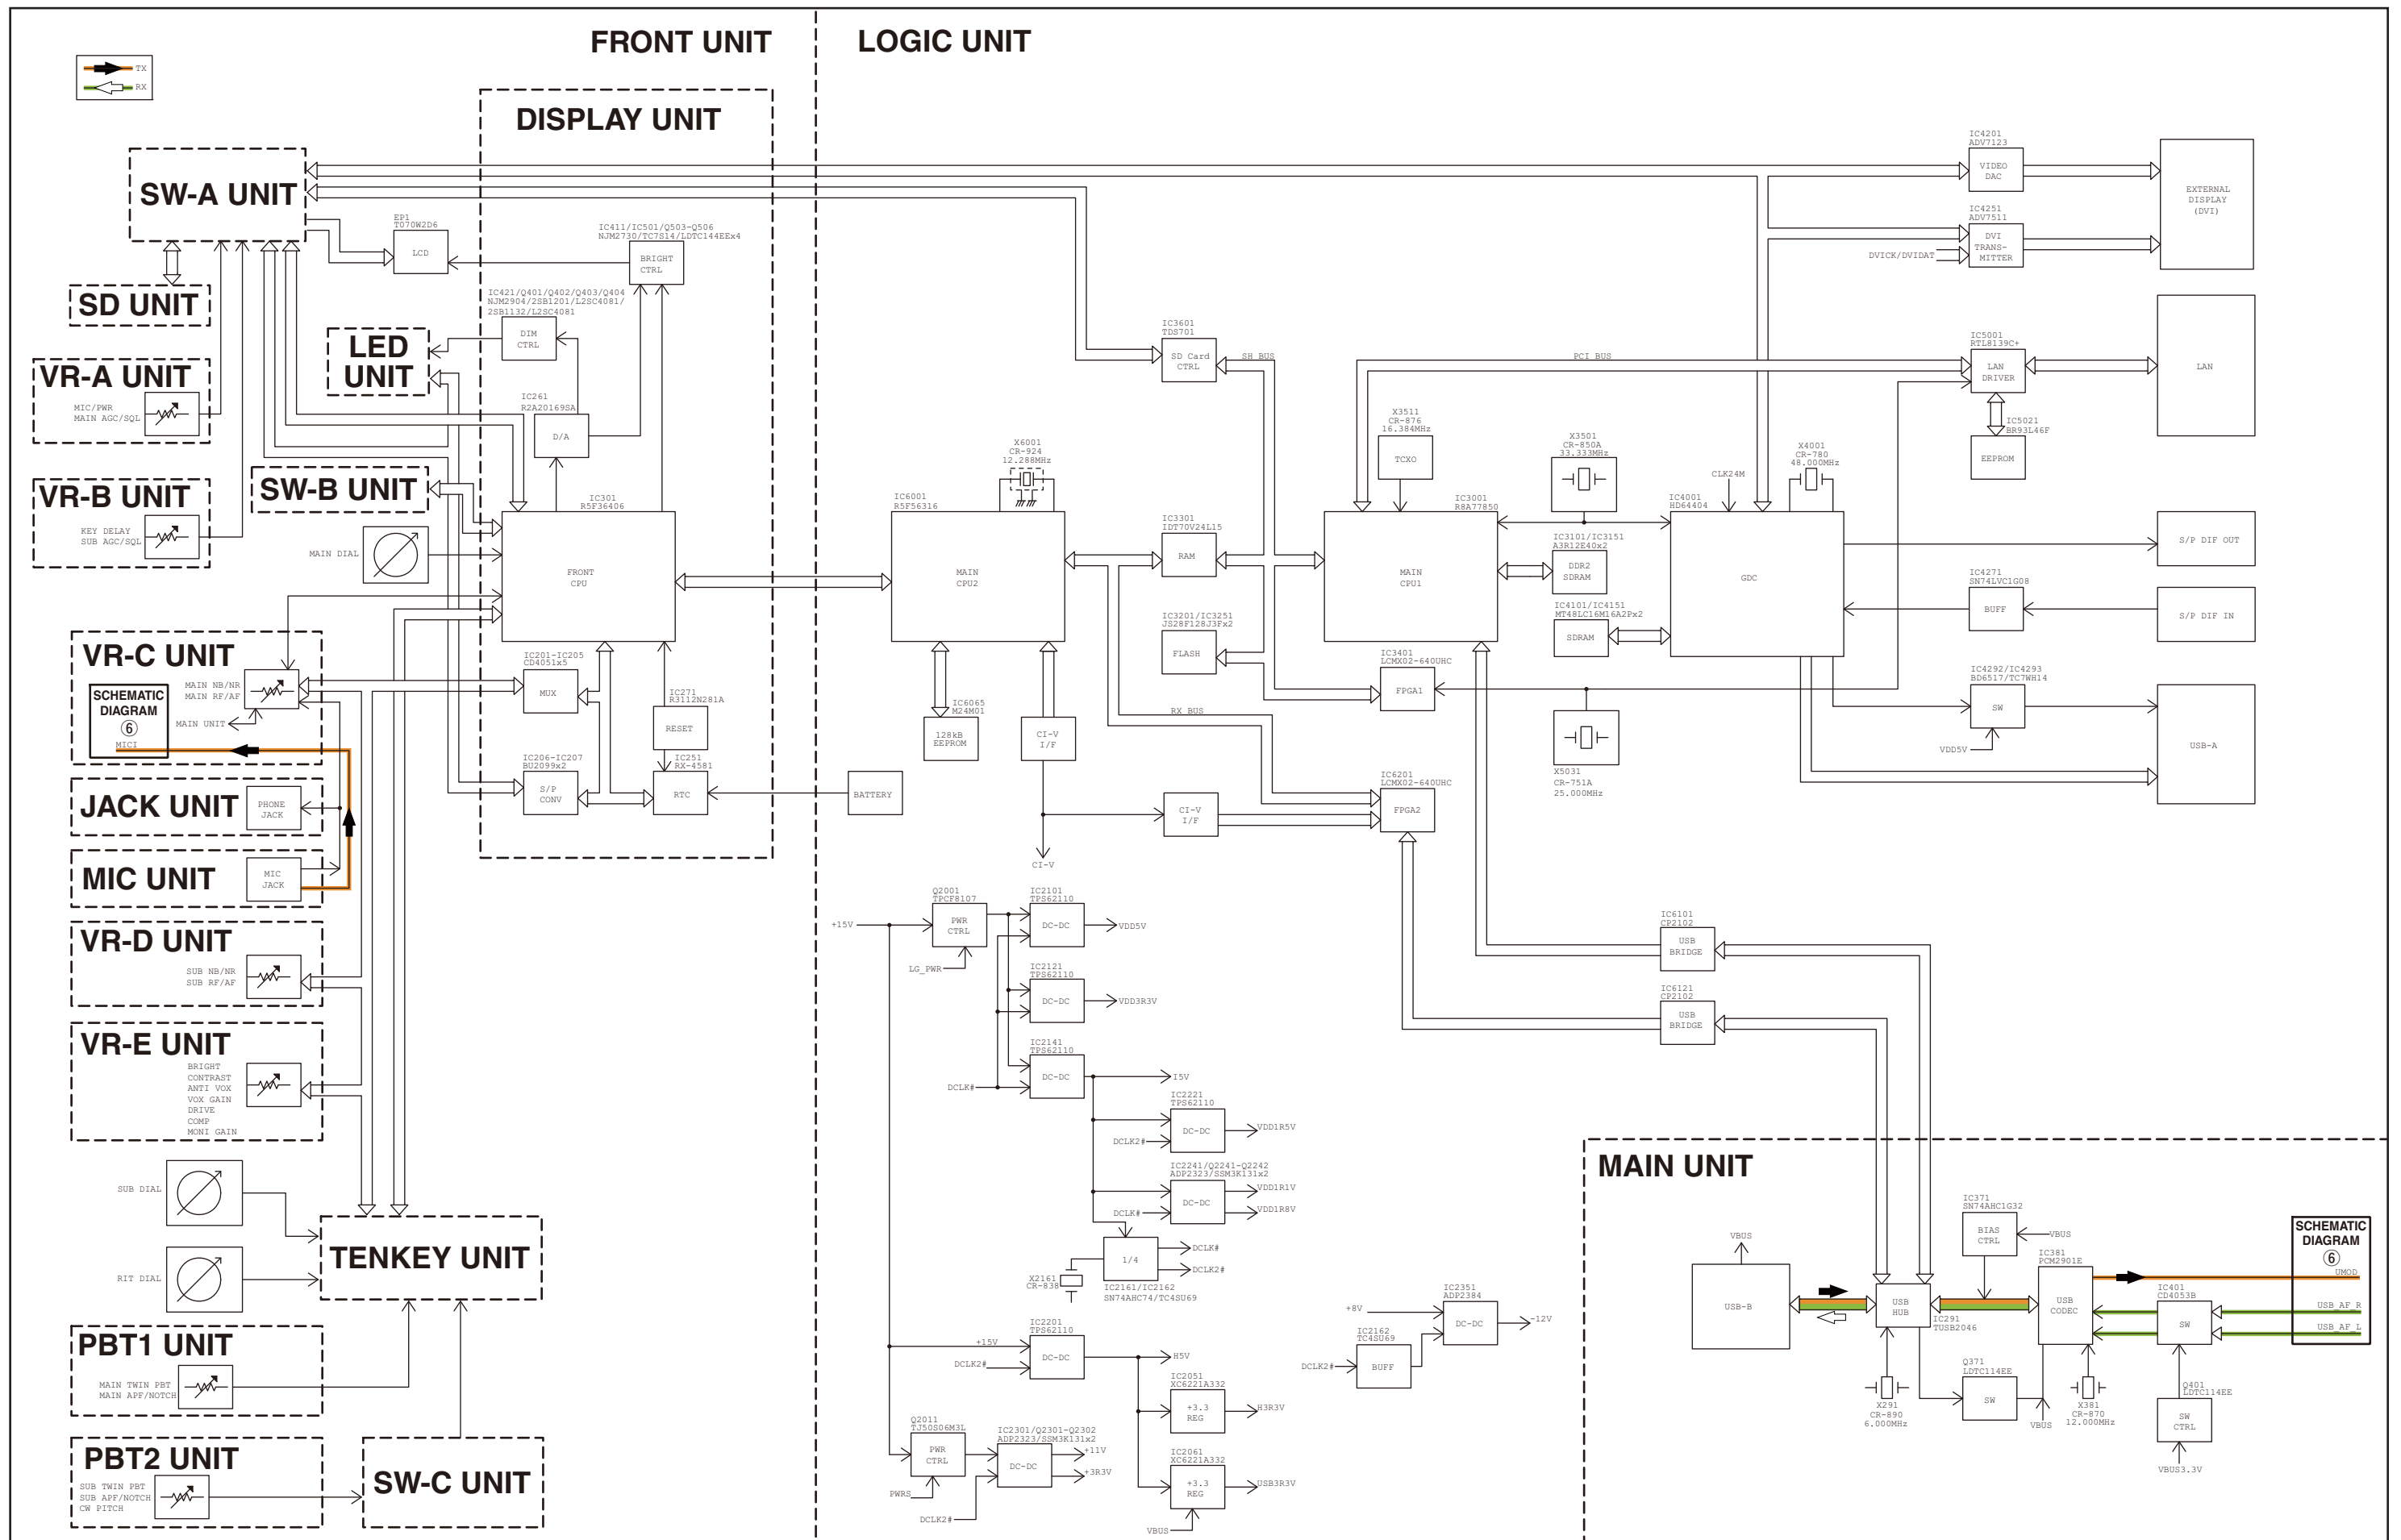 FRONT UNIT
LOGIC UNIT
TX
RX
DISPLAY UNIT
SW-A UNIT
EP1
T070W2D6
LCD
IC411/IC501/Q503-Q506
NJM2730/TC7S14/LDTC144EEx4
BRIGHT
CTRL
SD UNIT
IC421/Q401/Q402/Q403/Q404
NJM2904/2SB1201/L2SC4081/
2SB1132/L2SC4081
DIM
CTRL
LED
UNIT
VR-A UNIT
MIC/PWR
MAIN AGC/SQL
IC261
R2A20169SA
D/A
VR-B UNIT
KEY DELAY
SUB AGC/SQL
SW-B UNIT
MAIN DIAL
IC301
R5F36406
FRONT
CPU
VR-C UNIT
MAIN NB/NR
MAIN RF/AF
SCHEMATIC
DIAGRAM
⑥
MICI
MAIN UNIT
IC201-IC205
CD4051x5
MUX
IC271
R3112N281A
RESET
IC206-IC207
BU2099x2
S/P
CONV
IC251
RX-4581
RTC
BATTERY
JACK UNIT
PHONE
JACK
MIC UNIT
MIC
JACK
VR-D UNIT
SUB NB/NR
SUB RF/AF
VR-E UNIT
BRIGHT
CONTRAST
ANTI VOX
VOX GAIN
DRIVE
COMP
MONI GAIN
SUB DIAL
RIT DIAL
TENKEY UNIT
PBT1 UNIT
MAIN TWIN PBT
MAIN APF/NOTCH
PBT2 UNIT
SUB TWIN PBT
SUB APF/NOTCH
CW PITCH
SW-C UNIT
IC4201
ADV7123
VIDEO
DAC
IC4251
ADV7511
DVI
TRANS-
MITTER
DVICK/DVIDAT
EXTERNAL
DISPLAY
(DVI)
IC3601
TDS701
SD Card
CTRL
SH BUS
PCI BUS
IC5001
RTL8139C+
LAN
DRIVER
LAN
IC5021
BR93L46F
EEPROM
X3511
CR-876
16.384MHz
TCXO
X3501
CR-850A
33.333MHz
X4001
CR-780
48.000MHz
CLK24M
X6001
CR-924
12.288MHz
IC6001
R5F56316
MAIN
CPU2
IC3301
IDT70V24L15
RAM
IC3001
R8A77850
MAIN
CPU1
IC4001
HD64404
GDC
IC3101/IC3151
A3R12E40x2
DDR2
SDRAM
IC4101/IC4151
MT48LC16M16A2Px2
SDRAM
S/P DIF OUT
IC4271
SN74LVC1G08
BUFF
S/P DIF IN
IC3201/IC3251
JS28F128J3Fx2
FLASH
IC3401
LCMX02-640UHC
FPGA1
IC4292/IC4293
BD6517/TC7WH14
SW
VDD5V
USB-A
RX BUS
IC6065
M24M01
128kB
EEPROM
CI-V
I/F
X5031
CR-751A
25.000MHz
IC6201
LCMX02-640UHC
FPGA2
CI-V
I/F
CI-V
Q2001
TPCF8107
PWR
CTRL
+15V
LG_PWR
IC2101
TPS62110
DC-DC
VDD5V
IC2121
TPS62110
DC-DC
VDD3R3V
IC2141
TPS62110
DC-DC
DCLK#
I5V
IC2221
TPS62110
DC-DC
DCLK2#
VDD1R5V
IC2241/Q2241-Q2242
ADP2323/SSM3K131x2
DC-DC
DCLK#
VDD1R1V
VDD1R8V
1/4
DCLK#
DCLK2#
X2161
CR-838
IC2161/IC2162
SN74AHC74/TC4SU69
IC2201
TPS62110
DC-DC
+15V
DCLK2#
H5V
IC2051
XC6221A332
+3.3
REG
H3R3V
IC2061
XC6221A332
+3.3
REG
USB3R3V
VBUS
Q2011
TJ50S06M3L
PWR
CTRL
PWRS
IC2301/Q2301-Q2302
ADP2323/SSM3K131x2
DC-DC
+11V
+3R3V
DCLK2#
IC2351
ADP2384
DC-DC
+8V
-12V
IC2162
TC4SU69
BUFF
DCLK2#
IC6101
CP2102
USB
BRIDGE
IC6121
CP2102
USB
BRIDGE
MAIN UNIT
VBUS
USB-B
IC371
SN74AHC1G32
BIAS
CTRL
VBUS
USB
HUB
IC291
TUSB2046
IC381
PCM2901E
USB
CODEC
IC401
CD4053B
SW
SCHEMATIC
DIAGRAM
⑥
UMOD
USB_AF_R
USB_AF_L
X291
CR-890
6.000MHz
Q371
LDTC114EE
SW
VBUS
X381
CR-870
12.000MHz
Q401
LDTC114EE
SW
CTRL
VBUS3.3V